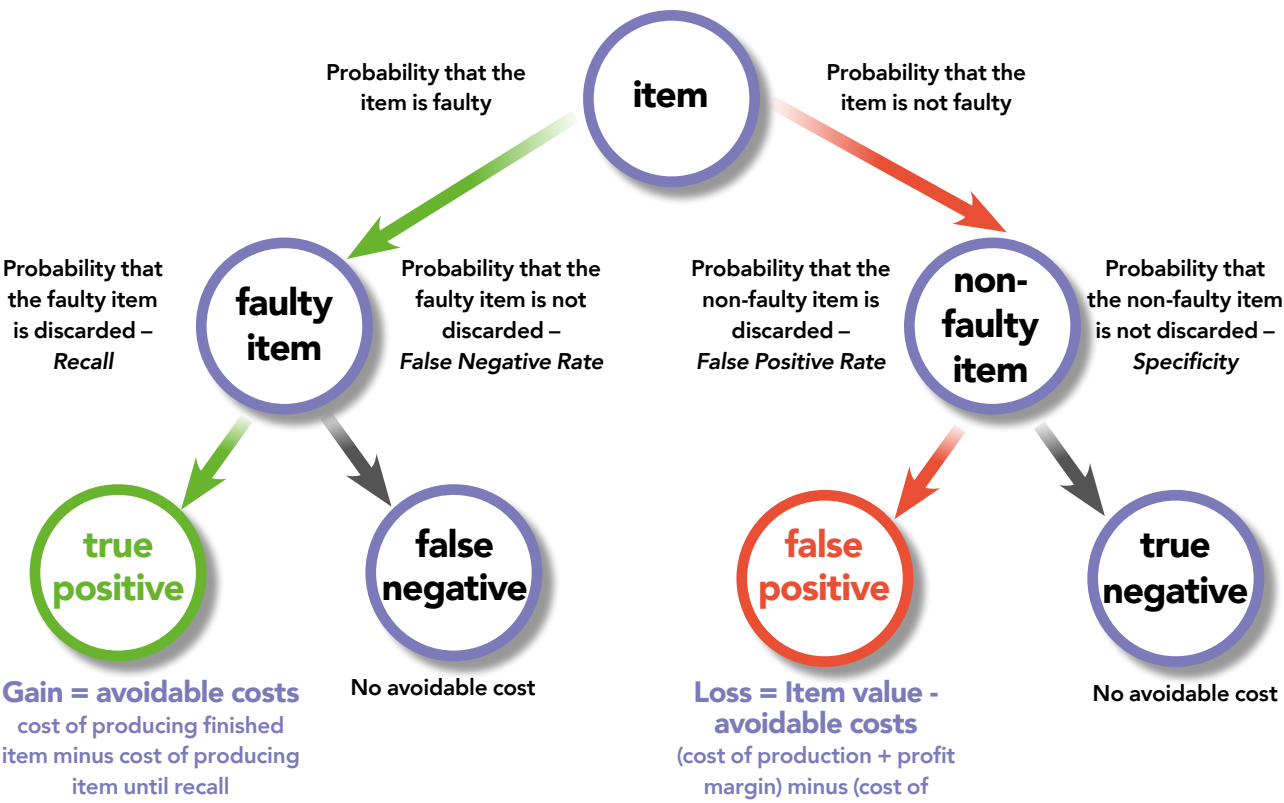 item
Probability that the
item is faulty
Probability that the
item is not faulty
faulty
item
non-
faulty
item
Probability that
the faulty item
is discarded –
Recall
Probability that the
faulty item is not
discarded –
False Negative Rate
Probability that the
non-faulty item is
discarded –
False Positive Rate
Probability that
the non-faulty item
is not discarded –
Specificity
true
positive
false
negative
false
positive
true
negative
Gain = avoidable costs
cost of producing finished
item minus cost of producing
item until recall
No avoidable cost
Loss = Item value -
avoidable costs
(cost of production + profit
margin) minus (cost of
No avoidable cost